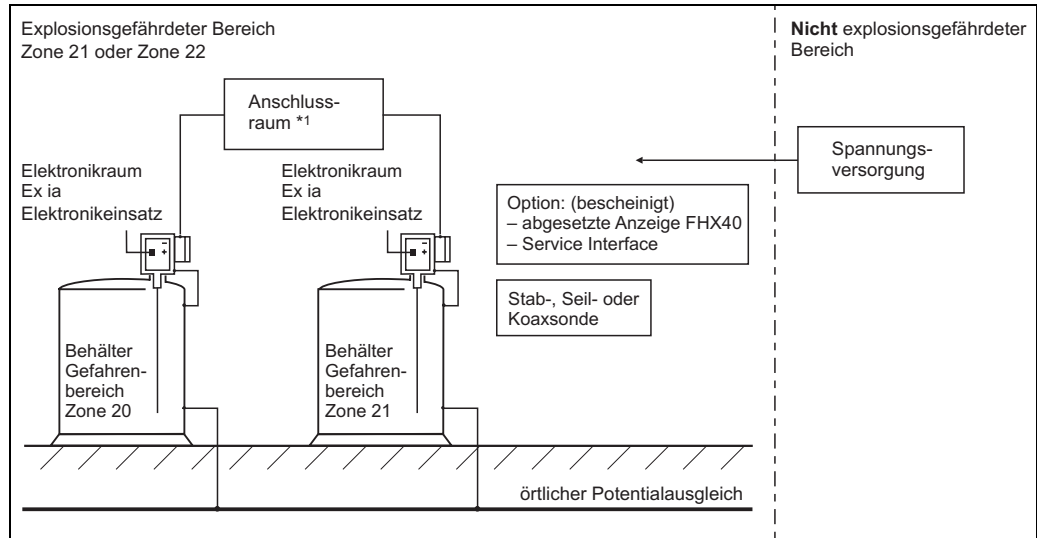 Explosionsgefährdeter Bereich
Zone 21 oder Zone 22
Nicht explosionsgefährdeter
Bereich
Anschluss-
raum *1
Spannungs-
versorgung
Elektronikraum
Ex ia
Elektronikeinsatz
Elektronikraum
Ex ia
Elektronikeinsatz
Option: (bescheinigt)
– abgesetzte Anzeige FHX40
– Service Interface
Stab-, Seil- oder
Koaxsonde
Behälter
Gefahren-
bereich
Zone 20
Behälter
Gefahren-
bereich
Zone 21
örtlicher Potentialausgleich